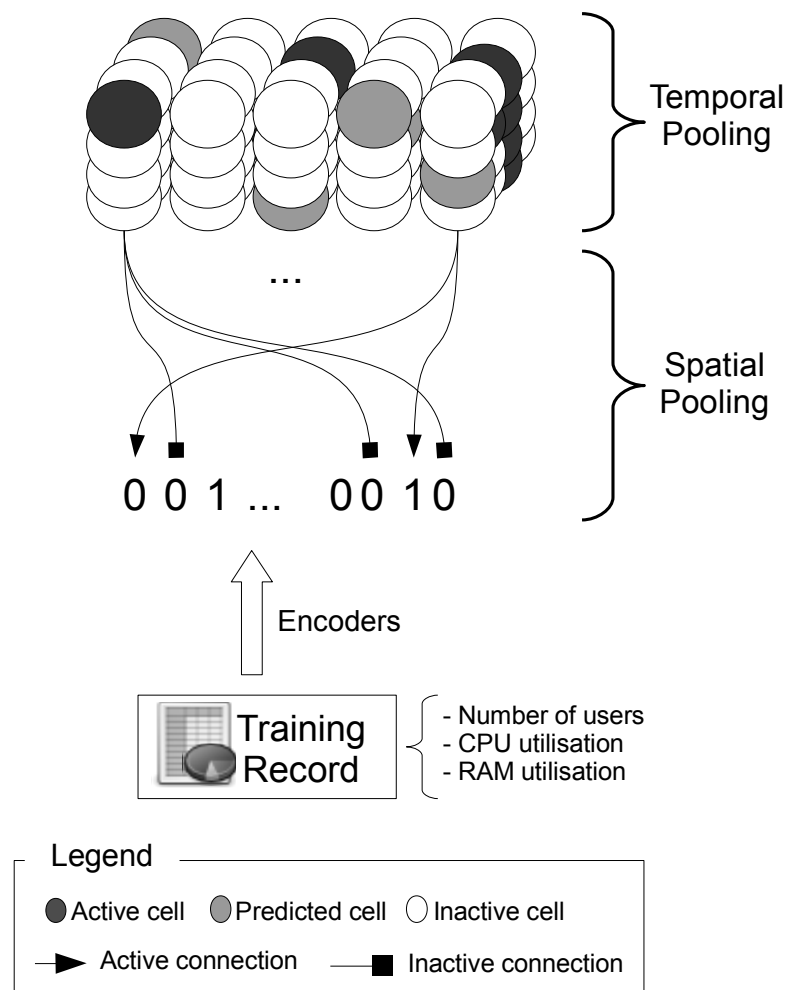 Temporal
Pooling
...
Spatial
Pooling
0 0 1 ... 0 0 1 0
Encoders
Training
Record
- Number of users
- CPU utilisation
- RAM utilisation
Legend
Active cell Predicted cell Inactive cell
Active connection Inactive connection